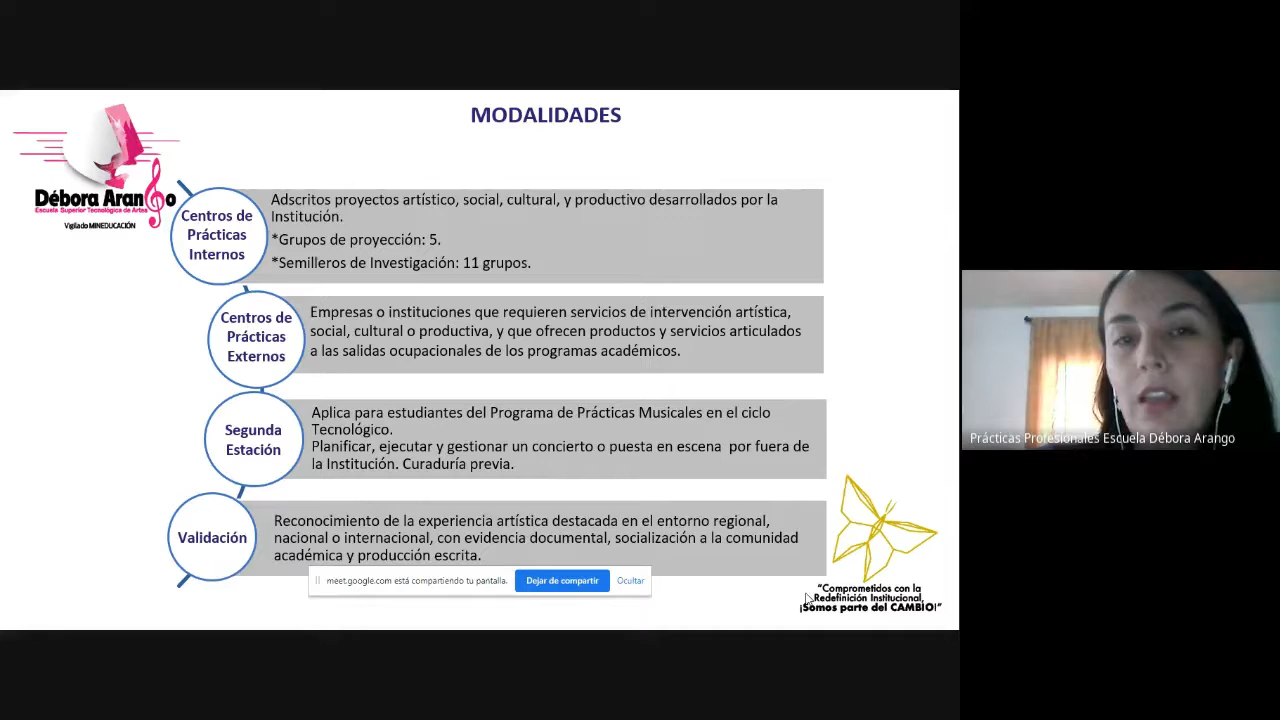 MODALIDADES
Débora Arango
Escuela Superior Tecnológica de Artes
Vigilado MINEDUCACIÓN
Centros de
Prácticas
Internos
Adscritos proyectos artístico, social, cultural, y productivo desarrollados por la
Institución.
*Grupos de proyección: 5.
*Semilleros de Investigación: 11 grupos.
Centros de
Prácticas
Externos
Empresas o instituciones que requieren servicios de intervención artística,
social, cultural o productiva, y que ofrecen productos y servicios articulados
a las salidas ocupacionales de los programas académicos.
Segunda
Estación
Aplica para estudiantes del Programa de Prácticas Musicales en el ciclo
Tecnológico.
Planificar, ejecutar y gestionar un concierto o puesta en escena por fuera de
la Institución. Curaduría previa.
Validación
Reconocimiento de la experiencia artística destacada en el entorno regional,
nacional o internacional, con evidencia documental, socialización a la comunidad
académica y producción escrita.
meet.google.com está compartiendo tu pantalla.
Dejar de compartir
Ocultar
“Comprometidos con la
Redefinición Institucional,
¡Somos parte del CAMBIO!”
Prácticas Profesionales Escuela Débora Arango